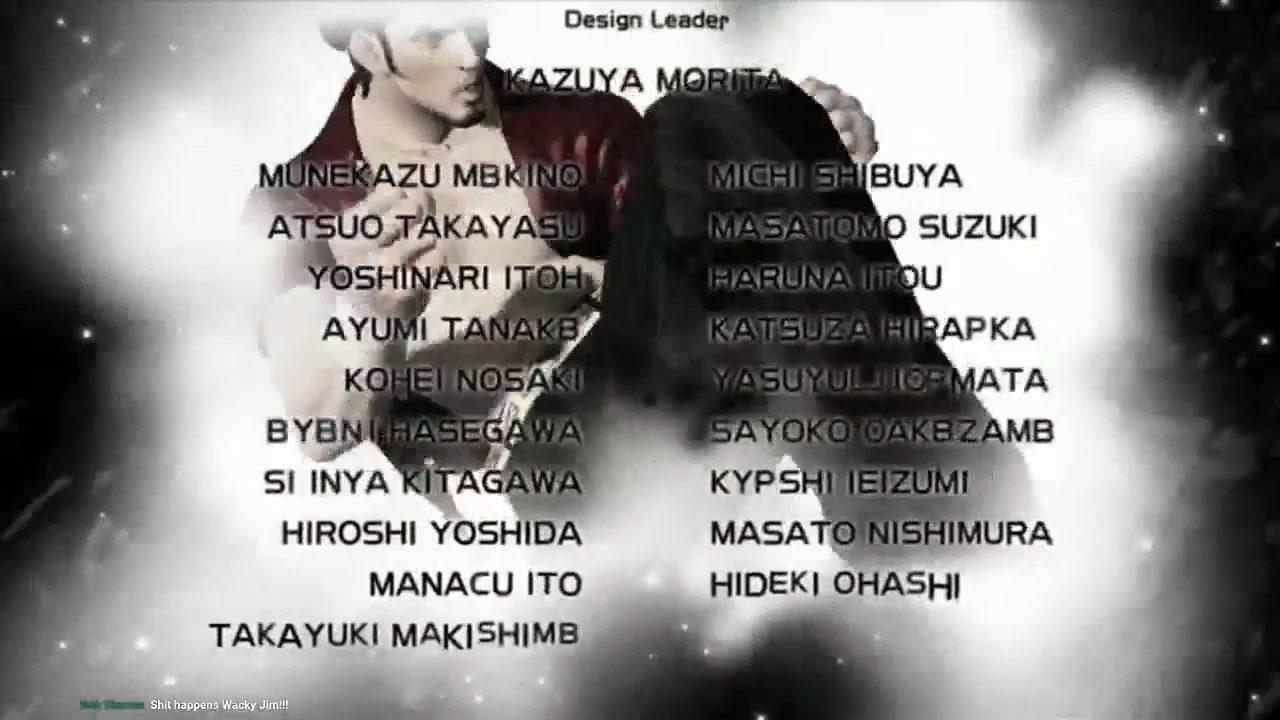 Design Leader
KAZUYA MORITA
MUNEKAZU MBKINO
MICHI SHIBUYA
ATSUO TAKAYASU
MASATOMO SUZUKI
YOSHINARI ITOH
HARUNA ITOU
AYUMI TANAKB
KATSUZA HIRAPKA
KOHEI NOSAKI
BYBNI HASEGAWA
SAYOKO OAKBZAMB
SI INYA KITAGAWA
KYPSHI IEIZUMI
HIROSHI YOSHIDA
MASATO NISHIMURA
MANACU ITO
HIDEKI OHASHI
TAKAYUKI MAKISHIMB
Shit happens Wacky Jim!!!